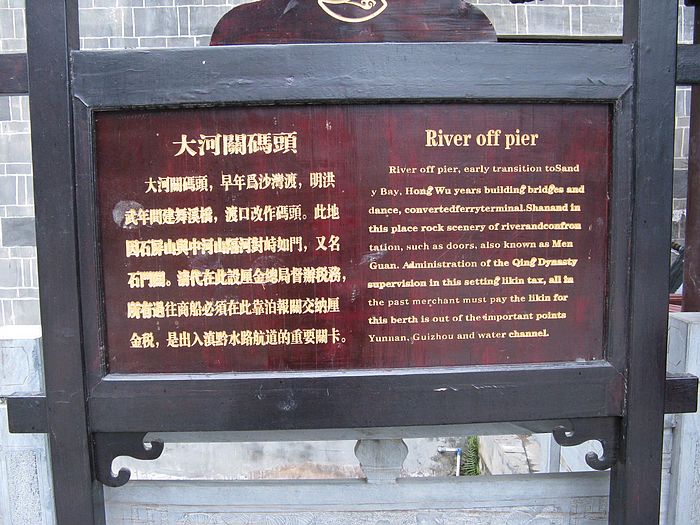 大河關碼頭
大河關碼頭，早年爲沙灣渡，明洪
武年間建舞溪橋，渡口改作碼頭。此地
因石屏山與中河山隔河對峙如門，又名
石門關。清代在此設厘金總局督辦税務，
所有過往商船必須在此靠泊報關交納厘
金税，是出入滇黔水路航道的重要關卡。
River off pier
River off pier, early transition toSand
y Bay, Hong Wu years building bridges and
dance, convertedferryterminal.Shanand in
this place rock scenery of riverandconfron
tation, such as doors, also known as Men
Guan. Administration of the Qing Dynasty
supervision in this setting likin tax, all in
the past merchant must pay the likin for
this berth is out of the important points
Yunnan, Guizhou and water channel.